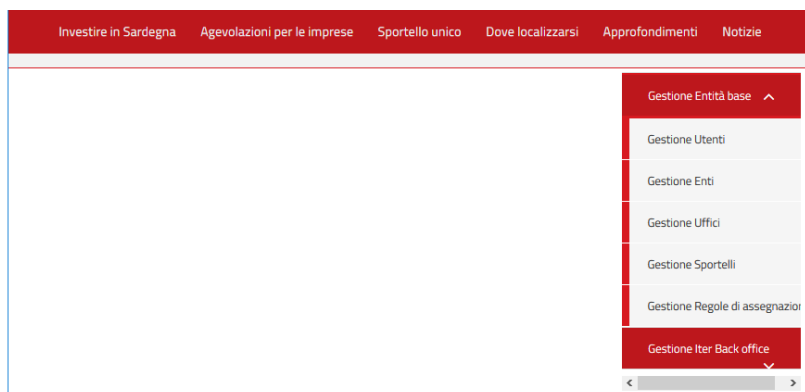 Investire in Sardegna Agevolazioni per le imprese Sportello unico Dove localizzarsi Approfondimenti Notizie
Gestione Entità base
Gestione Utenti
Gestione Enti
Gestione Uffici
Gestione Sportelli
Gestione Regole di assegnazion
Gestione Iter Back office